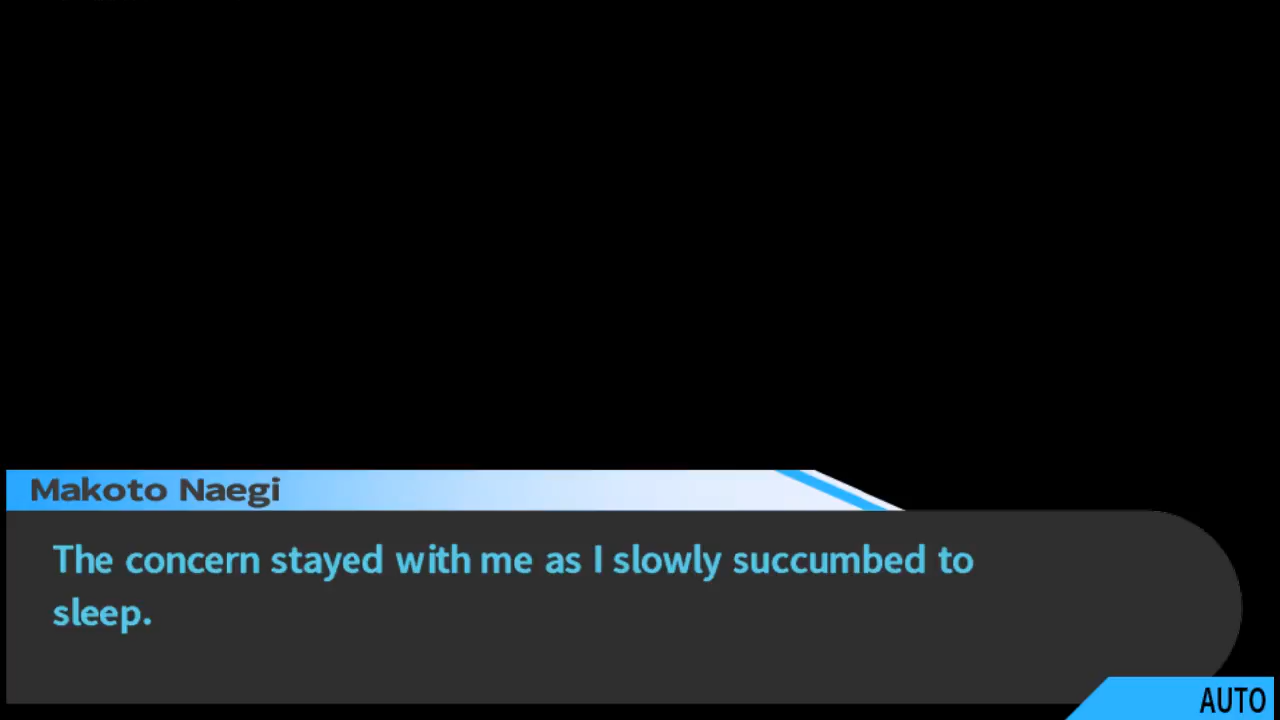 Makoto Naegi
The concern stayed with me as I slowly succumbed to
sleep.
AUTO